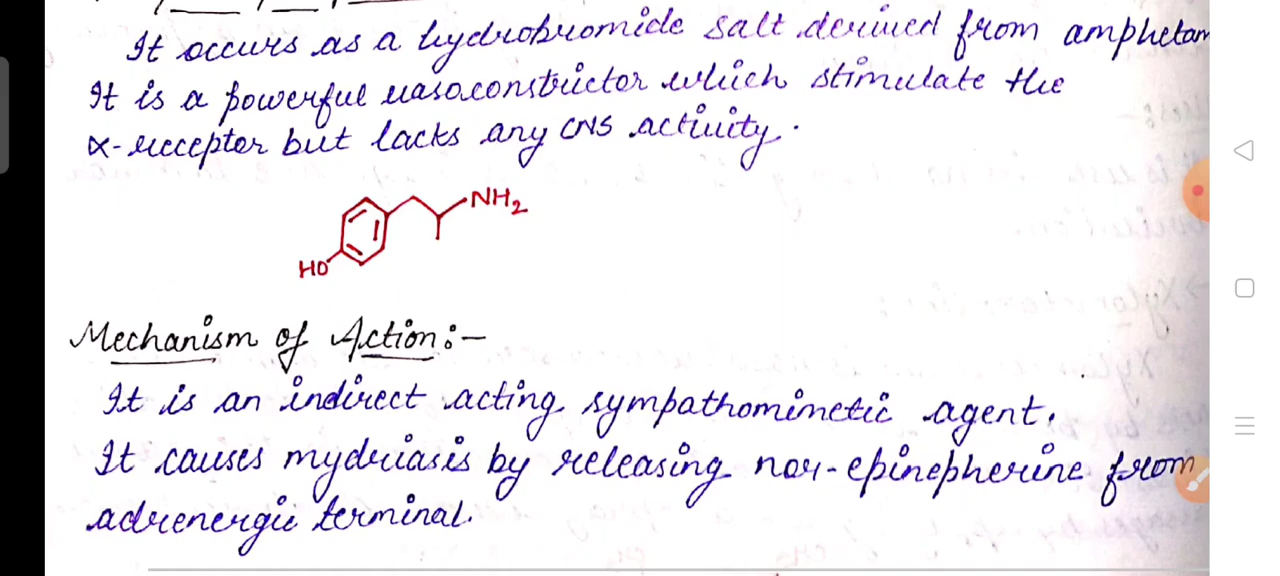 It occurs as a hydrobromide salt derived from amphetam
It is a powerful vasoconstrictor which stimulate the
α-receptor but lacks any CNS activity.
NH2
HO
Mechanism of Action:-
It is an indirect acting sympathomimetic agent.
It causes mydriasis by releasing nor-epinepherine from
adrenergic terminal.